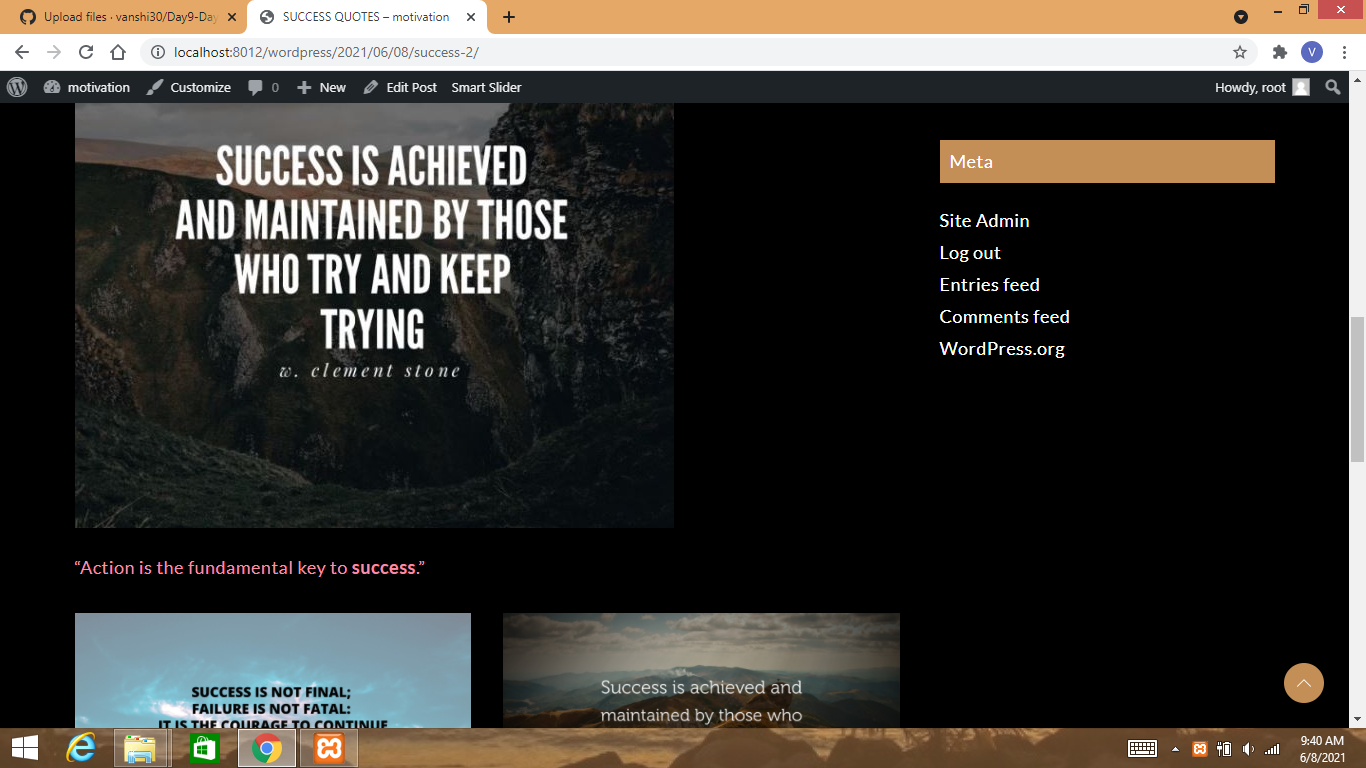 Upload files · vanshi30/Day9-Day
SUCCESS QUOTES – motivation
localhost:8012/wordpress/2021/06/08/success-2/
V
motivation
Customize
0
New
Edit Post
Smart Slider
Howdy, root
SUCCESS IS ACHIEVED
AND MAINTAINED BY THOSE
WHO TRY AND KEEP
TRYING
w. clement stone
“Action is the fundamental key to success.”
SUCCESS IS NOT FINAL;
FAILURE IS NOT FATAL:
IT IS THE COURAGE TO CONTINUE
Success is achieved and
maintained by those who
Meta
Site Admin
Log out
Entries feed
Comments feed
WordPress.org
9:40 AM
6/8/2021